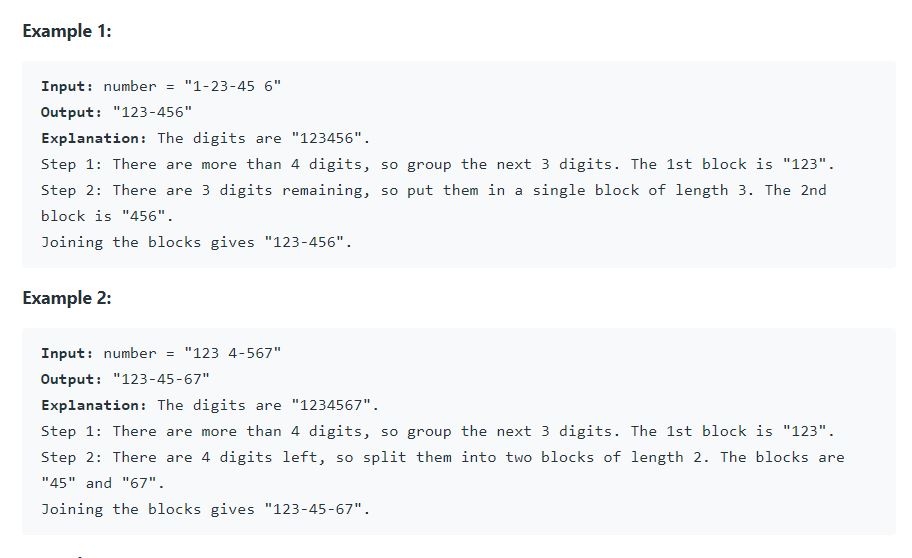 Example 1:
Input: number = "1-23-45 6"
Output: "123-456"
Explanation: The digits are "123456".
Step 1: There are more than 4 digits, so group the next 3 digits. The 1st block is "123".
Step 2: There are 3 digits remaining, so put them in a single block of length 3. The 2nd
block is "456".
Joining the blocks gives "123-456".
Example 2:
Input: number = "123 4-567"
Output: "123-45-67"
Explanation: The digits are "1234567".
Step 1: There are more than 4 digits, so group the next 3 digits. The 1st block is "123".
Step 2: There are 4 digits left, so split them into two blocks of length 2. The blocks are
"45" and "67".
Joining the blocks gives "123-45-67".